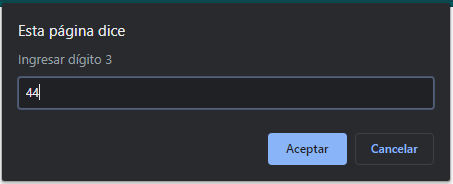 Esta página dice
Ingresar dígito 3
44
Aceptar Cancelar